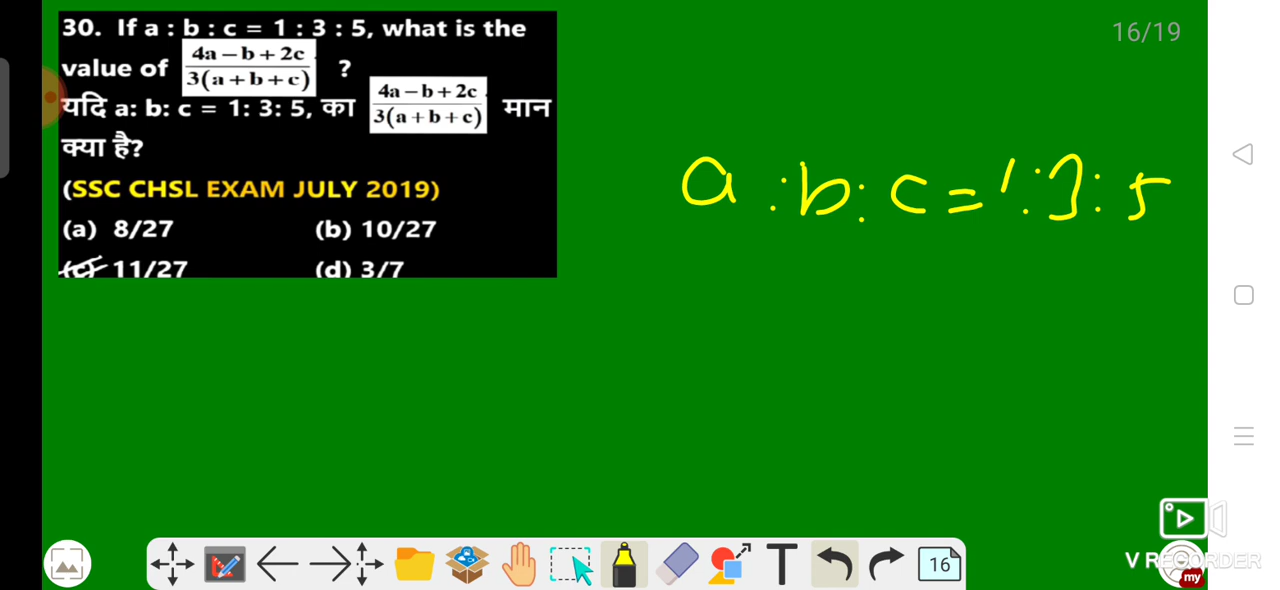 30. If a : b : c = 1 : 3 : 5, what is the
value of 4a – b + 2c / 3(a + b + c) ?
यदि a: b: c = 1: 3: 5, का 4a – b + 2c / 3(a + b + c) मान
क्या है?
(SSC CHSL EXAM JULY 2019)
(a) 8/27 (b) 10/27
(c) 11/27 (d) 3/7
16/19
a : b : c = 1 : 3 : 5
16
V RECORDER
my